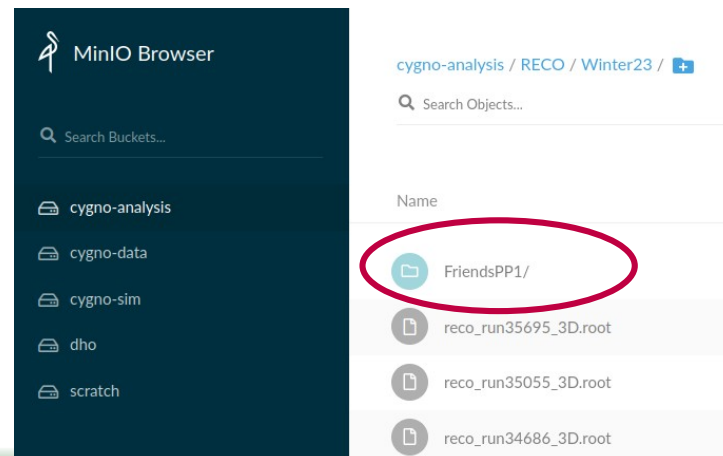 MinIO Browser
Search Buckets...
cygno-analysis
cygno-data
cygno-sim
dho
scratch
cygno-analysis / RECO / Winter23 /
Search Objects...
Name
FriendsPP1/
reco_run35695_3D.root
reco_run35055_3D.root
reco_run34686_3D.root